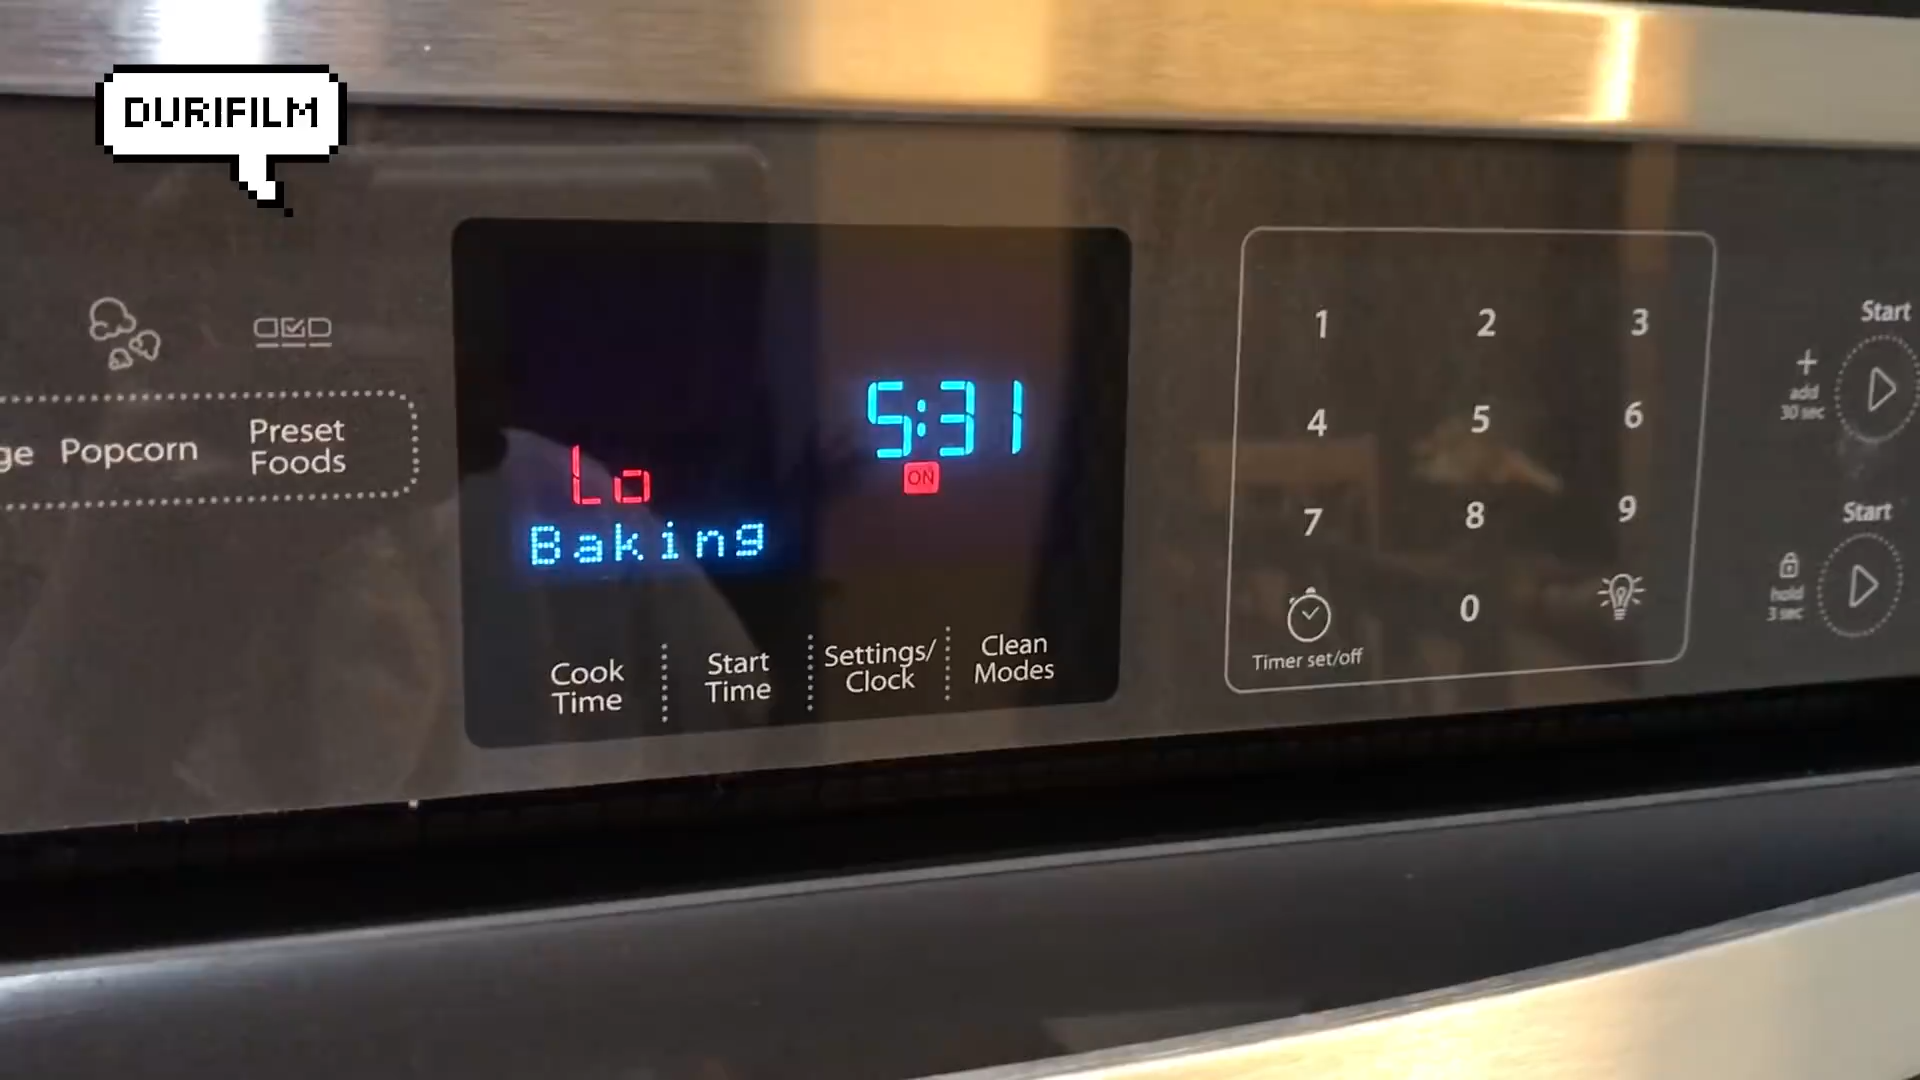 DURIFILM
ge
Popcorn
Preset
Foods
5:31
ON
Lo
Baking
Cook
Time
Start
Time
Settings/
Clock
Clean
Modes
1 2 3
4 5 6
7 8 9
0
Timer set/off
Start
+
add
30 sec
Start
hold
3 sec